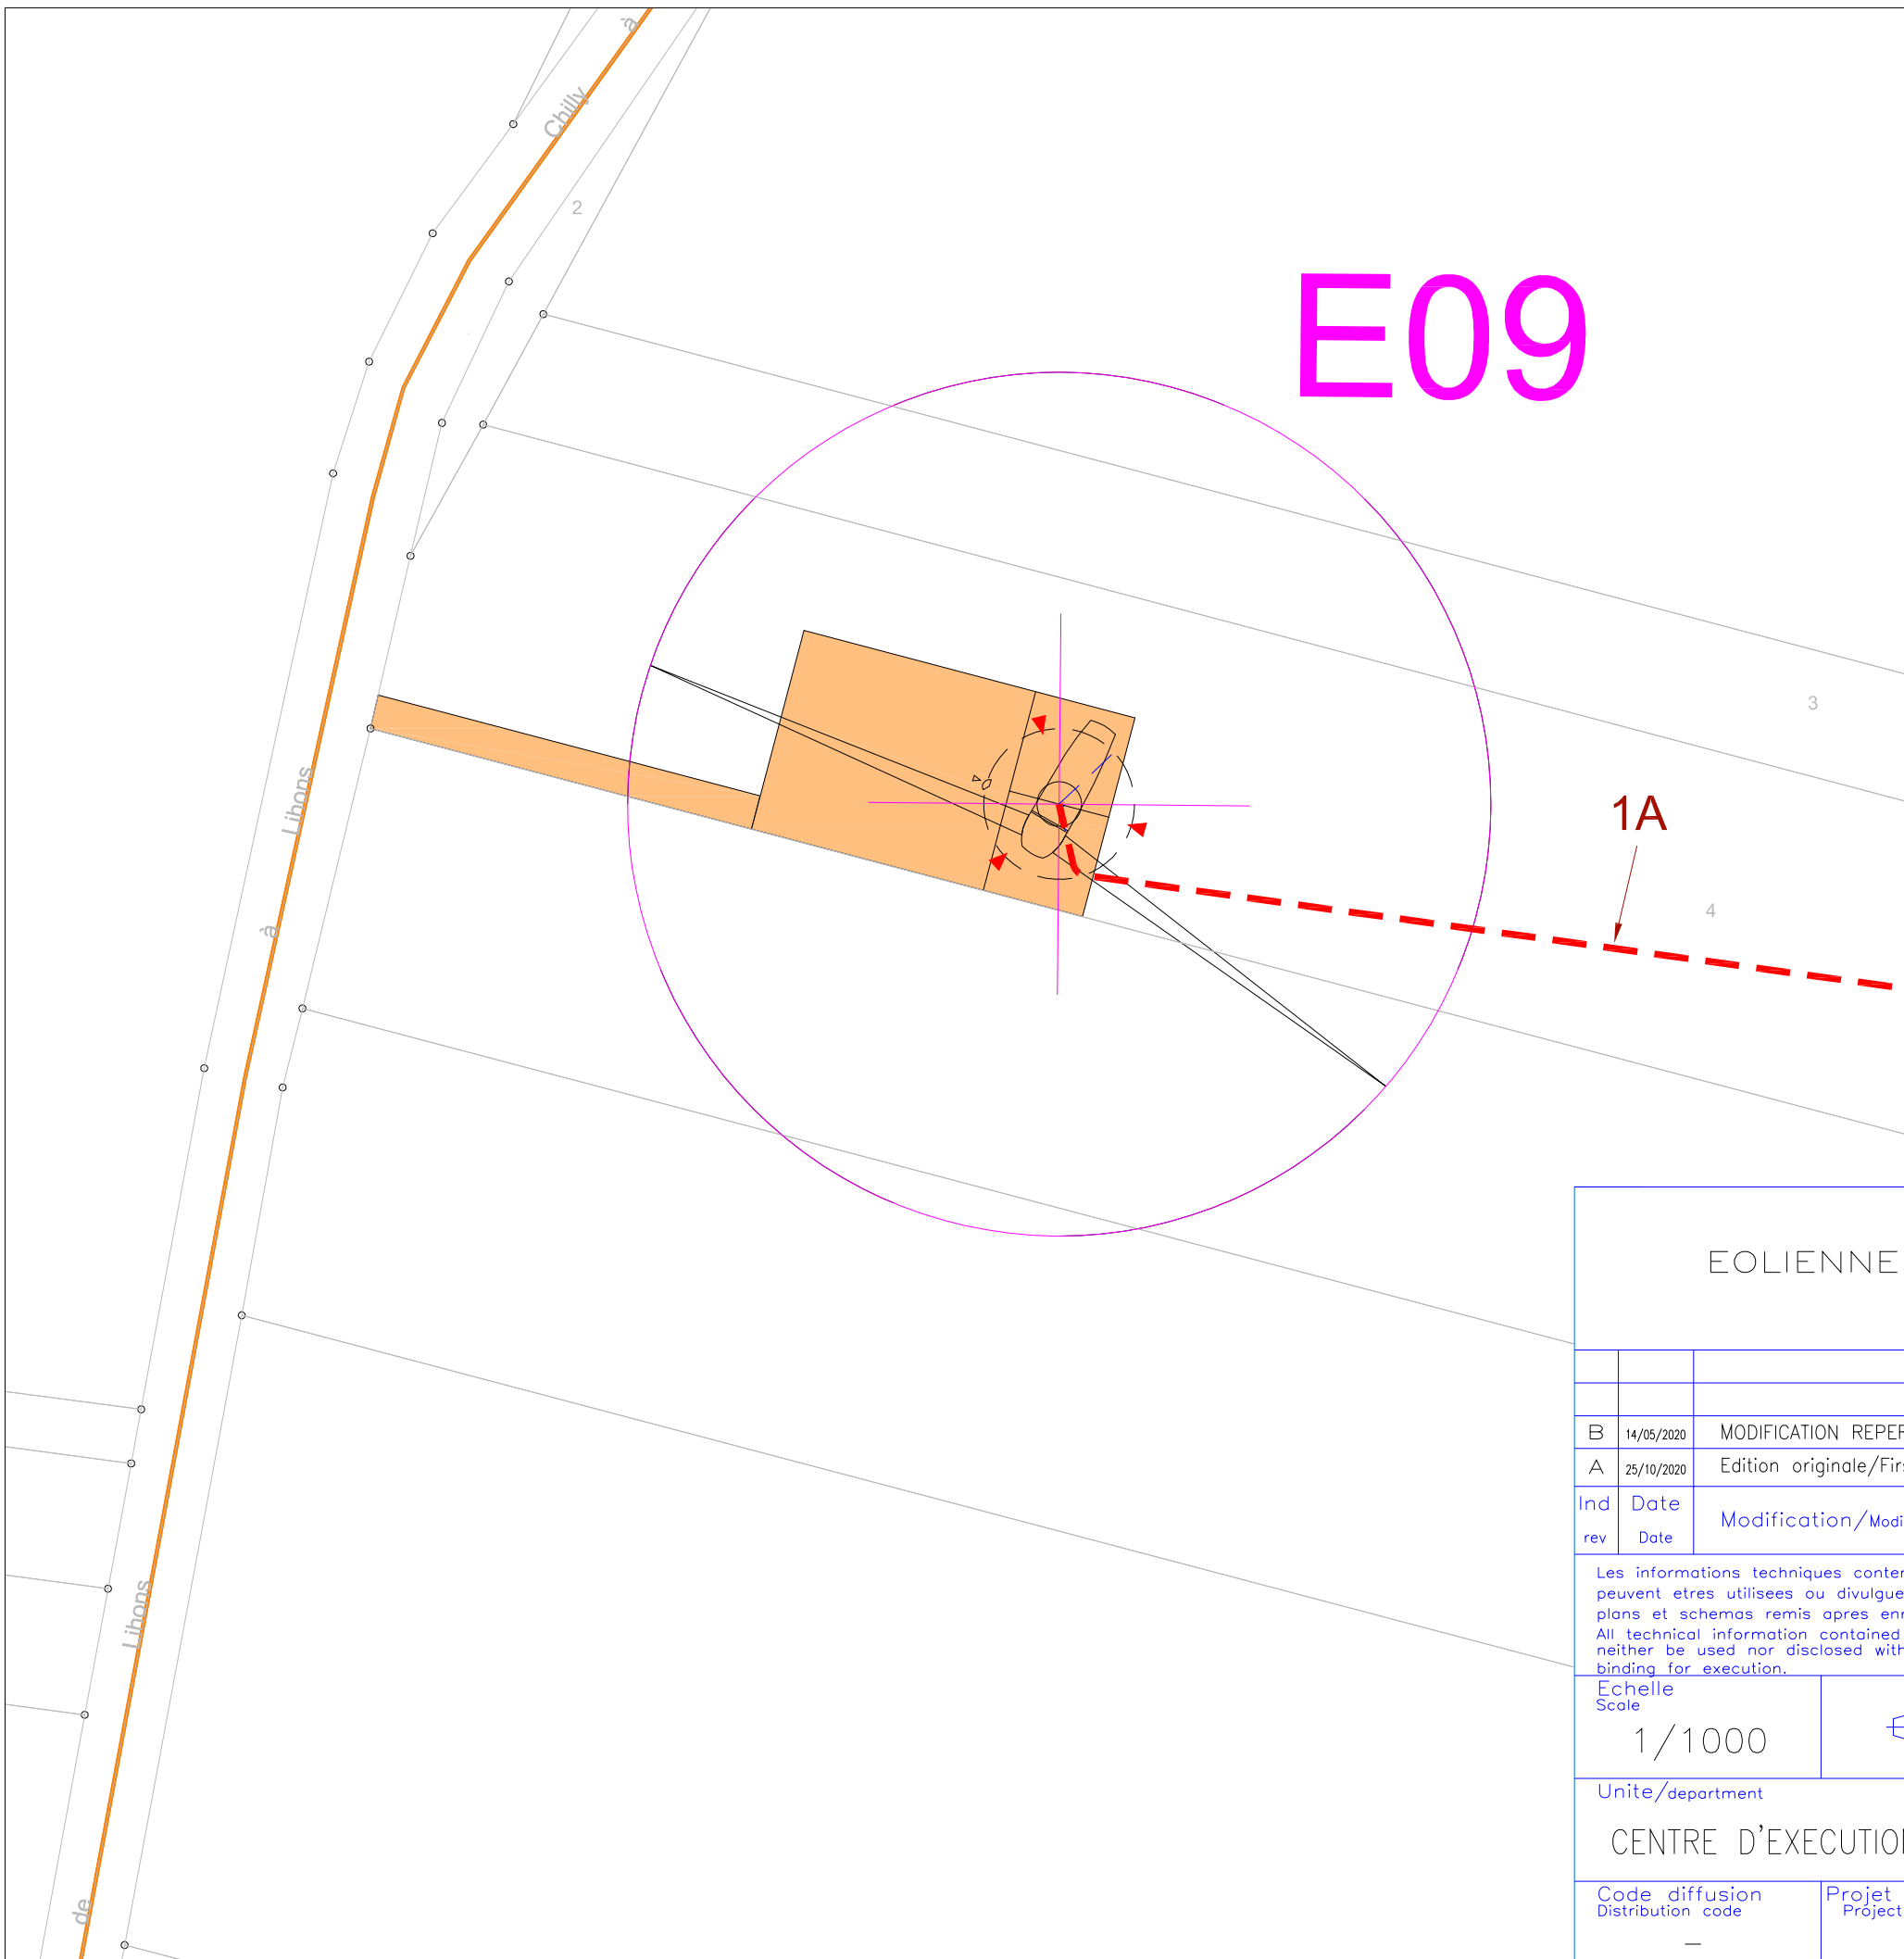 à
Chilly
2
E09
3
Lihons
1A
4
à
EOLIENNE
B 14/05/2020 MODIFICATION
A 25/10/2020 Edition originale/
Ind Date
rev Date
Modification/
Les informations techniques
peuvent etres utilisees ou
plans et schemas remis apres
All technical information contained
neither be used nor disclosed
binding for execution.
Lihons
Echelle
Scale
1/1000
Unite/department
CENTRE
de
Code diffusion Projet
Distribution code Project
–